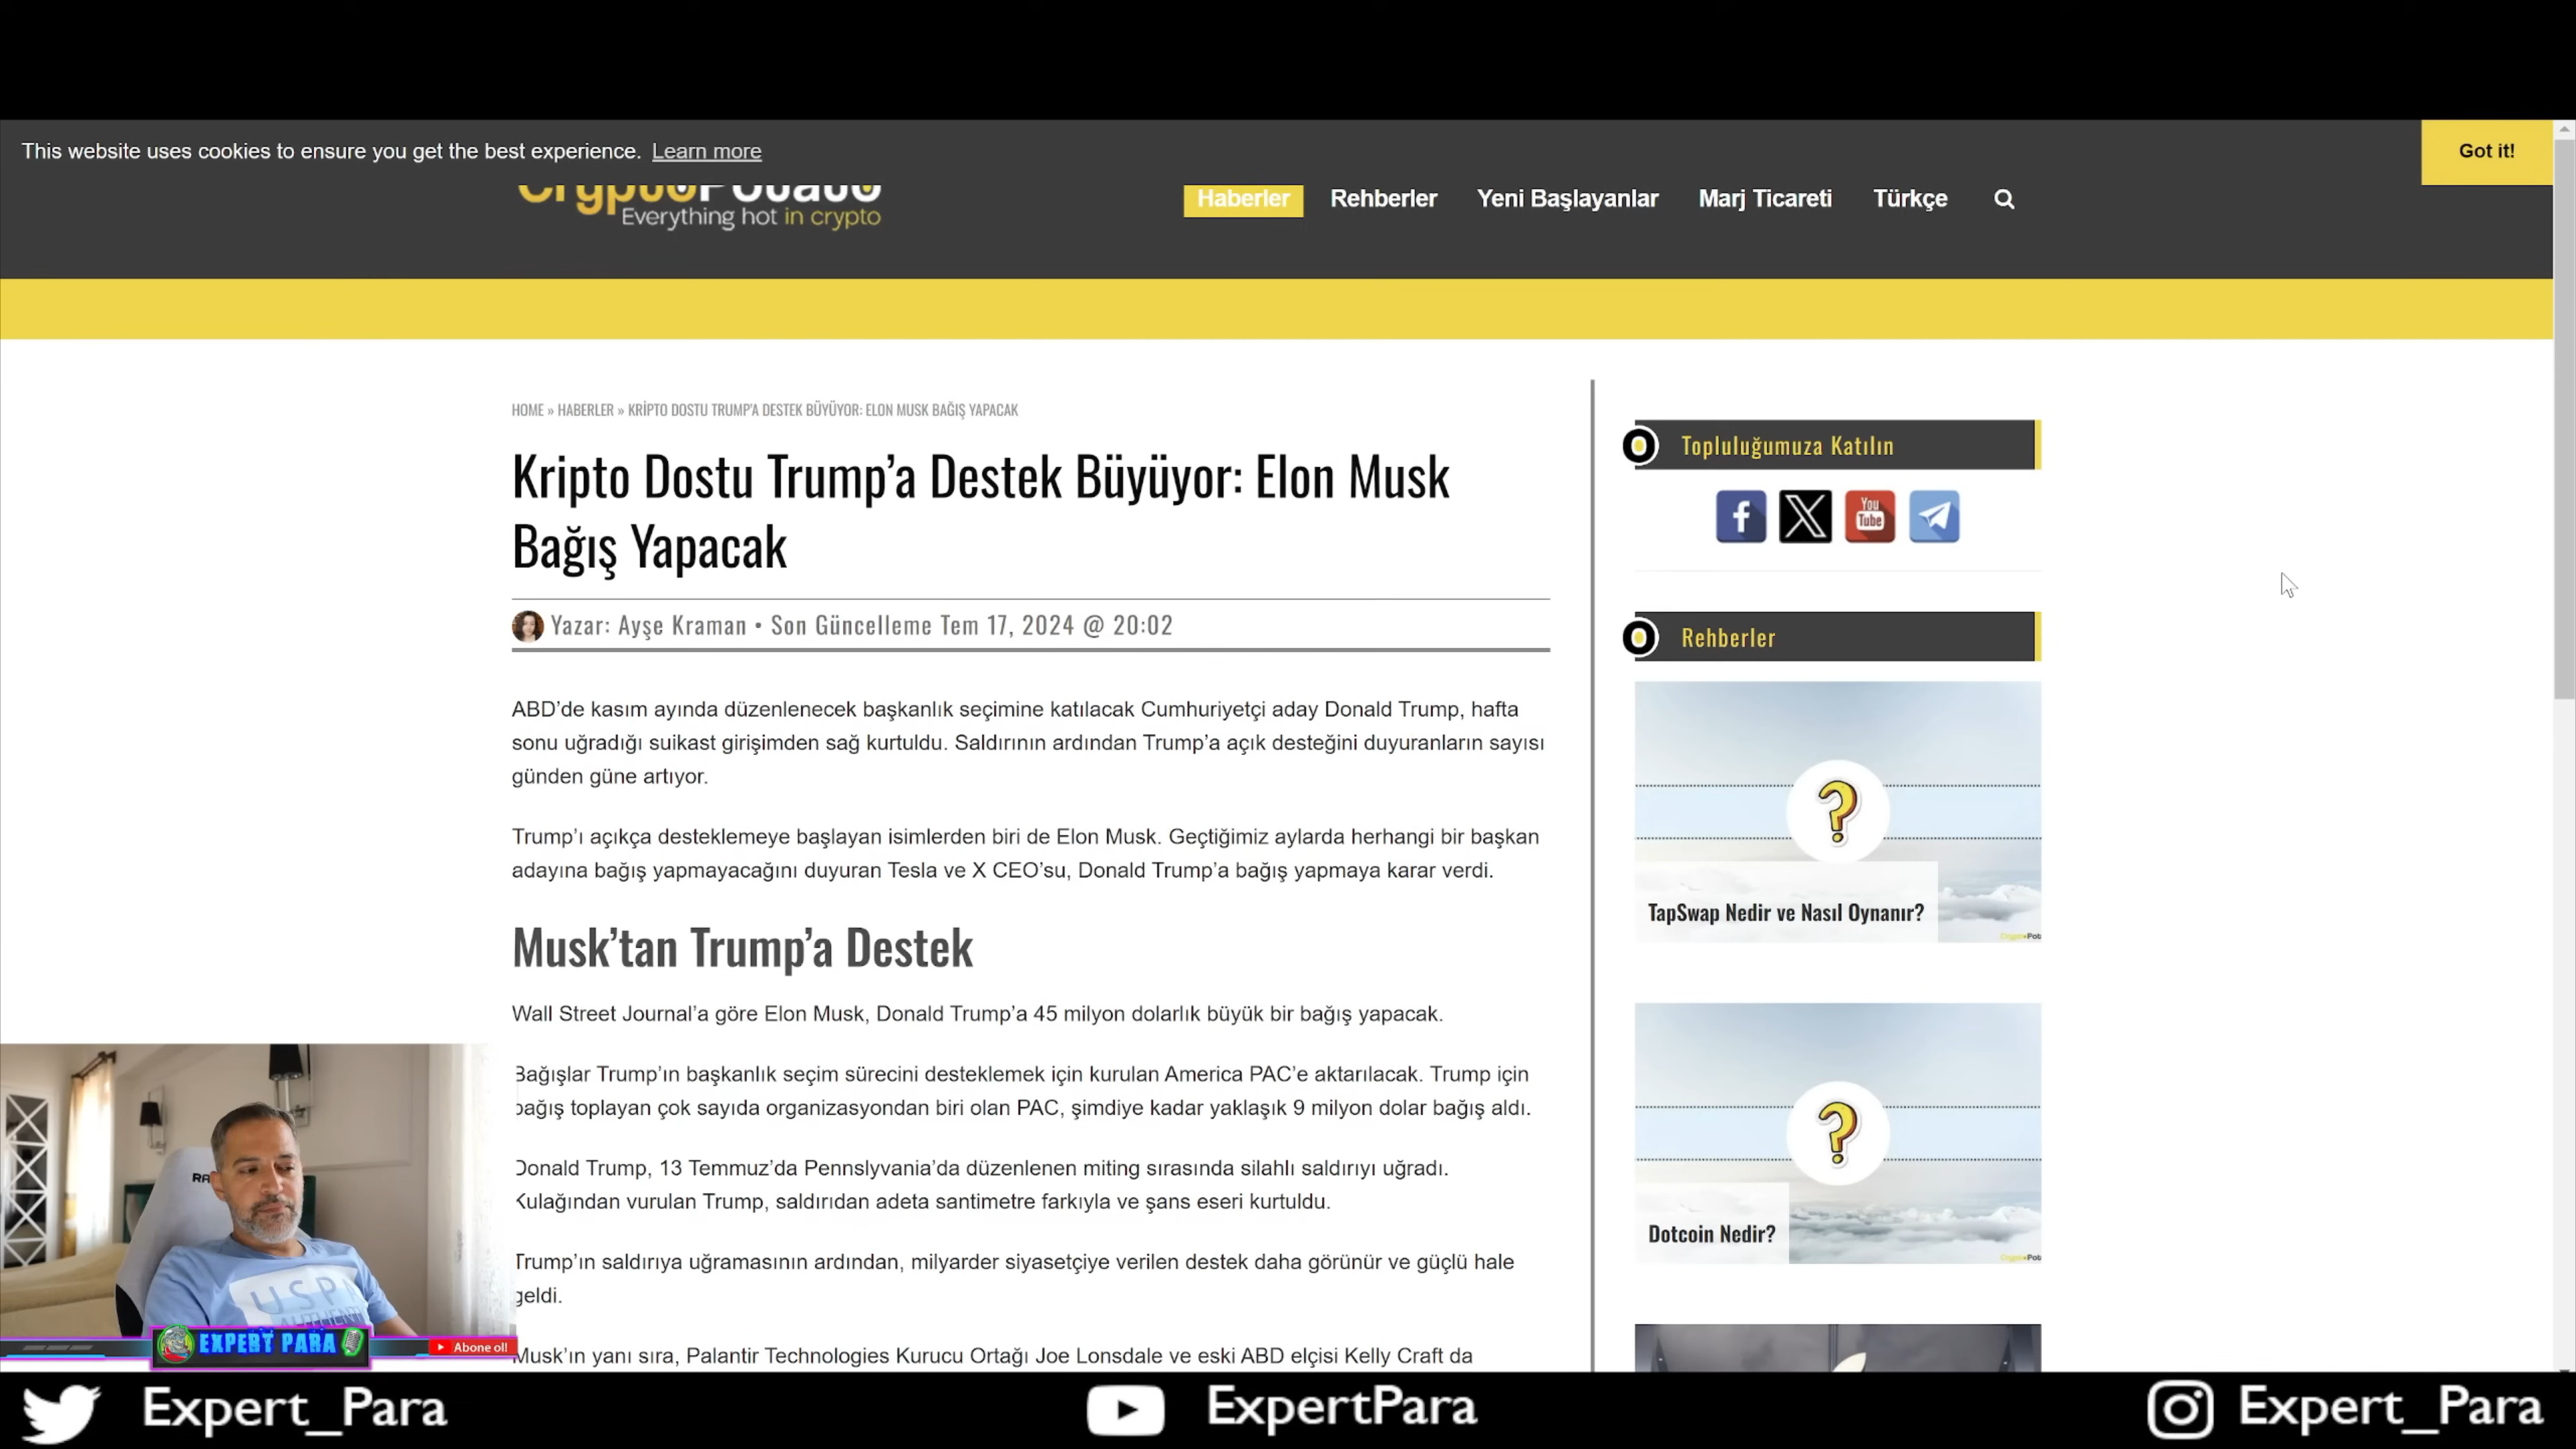 This website uses cookies to ensure you get the best experience. Learn more
Got it!
CryptoPotato
Everything hot in crypto
Haberler
Rehberler
Yeni Başlayanlar
Marj Ticareti
Türkçe
HOME » HABERLER » KRİPTO DOSTU TRUMP'A DESTEK BÜYÜYOR: ELON MUSK BAĞIŞ YAPACAK
Kripto Dostu Trump’a Destek Büyüyor: Elon Musk
Bağış Yapacak
Yazar: Ayşe Kraman • Son Güncelleme Tem 17, 2024 @ 20:02
ABD’de kasım ayında düzenlenecek başkanlık seçimine katılacak Cumhuriyetçi aday Donald Trump, hafta
sonu uğradığı suikast girişimden sağ kurtuldu. Saldırının ardından Trump’a açık desteğini duyuranların sayısı
günden güne artıyor.
Trump’ı açıkça desteklemeye başlayan isimlerden biri de Elon Musk. Geçtiğimiz aylarda herhangi bir başkan
adayına bağış yapmayacağını duyuran Tesla ve X CEO’su, Donald Trump’a bağış yapmaya karar verdi.
Musk’tan Trump’a Destek
Wall Street Journal’a göre Elon Musk, Donald Trump’a 45 milyon dolarlık büyük bir bağış yapacak.
Bağışlar Trump’ın başkanlık seçim sürecini desteklemek için kurulan America PAC’e aktarılacak. Trump için
bağış toplayan çok sayıda organizasyondan biri olan PAC, şimdiye kadar yaklaşık 9 milyon dolar bağış aldı.
Donald Trump, 13 Temmuz’da Pennslyvania’da düzenlenen miting sırasında silahlı saldırıyı uğradı.
Kulağından vurulan Trump, saldırıdan adeta santimetre farkıyla ve şans eseri kurtuldu.
Trump’ın saldırıya uğramasının ardından, milyarder siyasetçiye verilen destek daha görünür ve güçlü hale
geldi.
Musk’ın yanı sıra, Palantir Technologies Kurucu Ortağı Joe Lonsdale ve eski ABD elçisi Kelly Craft da
Topluluğumuza Katılın
You
Tube
Rehberler
TapSwap Nedir ve Nasıl Oynanır?
Dotcoin Nedir?
RA
USPA
AUTHENTI
EXPERT PARA
Abone ol!
Expert_Para
ExpertPara
Expert_Para